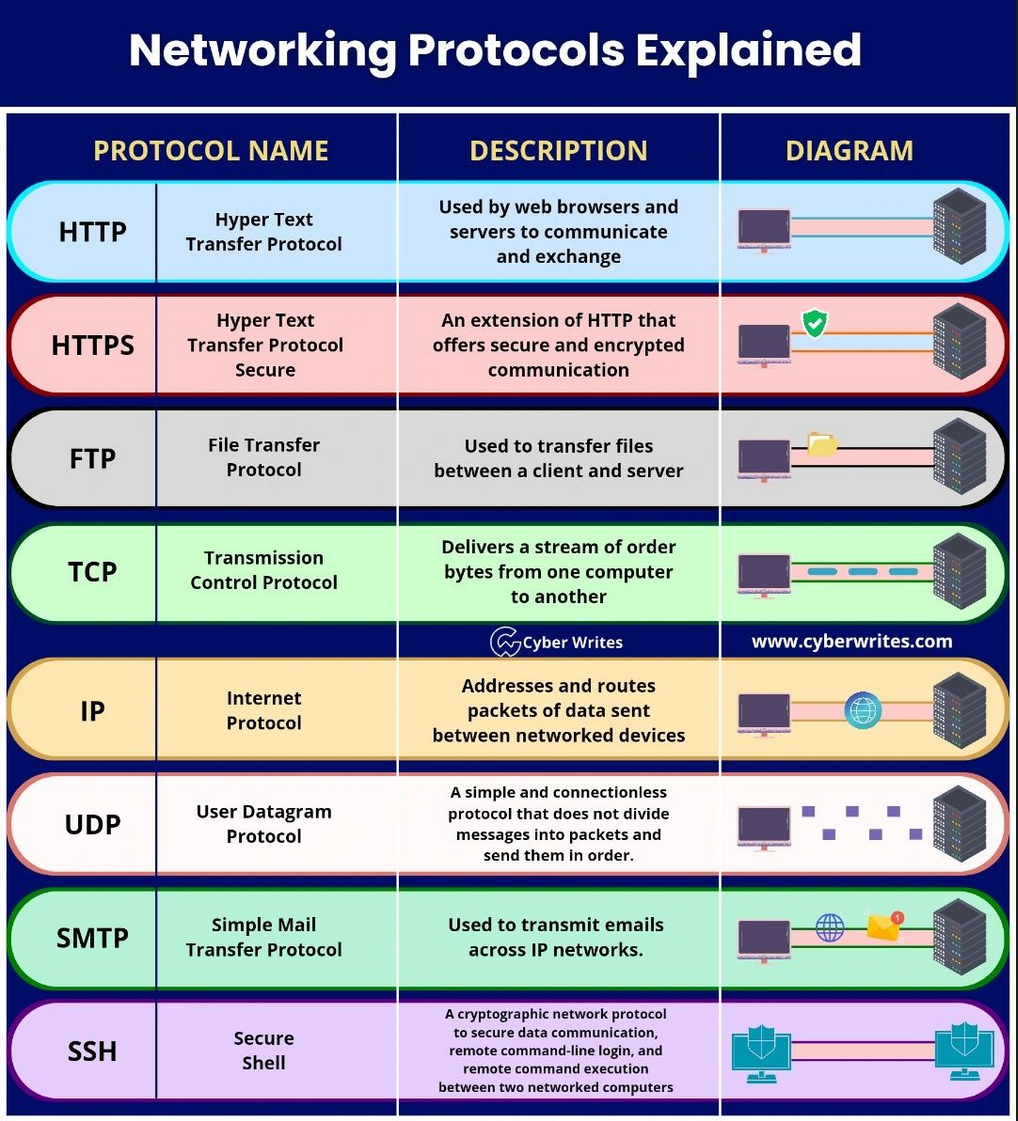 Networking Protocols Explained
PROTOCOL NAME
DESCRIPTION
DIAGRAM
HTTP
Hyper Text
Transfer Protocol
Used by web browsers and
servers to communicate
and exchange
HTTPS
Hyper Text
Transfer Protocol
Secure
An extension of HTTP that
offers secure and encrypted
communication
FTP
File Transfer
Protocol
Used to transfer files
between a client and server
TCP
Transmission
Control Protocol
Delivers a stream of order
bytes from one computer
to another
Cyber Writes
www.cyberwrites.com
IP
Internet
Protocol
Addresses and routes
packets of data sent
between networked devices
UDP
User Datagram
Protocol
A simple and connectionless
protocol that does not divide
messages into packets and
send them in order.
SMTP
Simple Mail
Transfer Protocol
Used to transmit emails
across IP networks.
1
SSH
Secure
Shell
A cryptographic network protocol
to secure data communication,
remote command-line login, and
remote command execution
between two networked computers